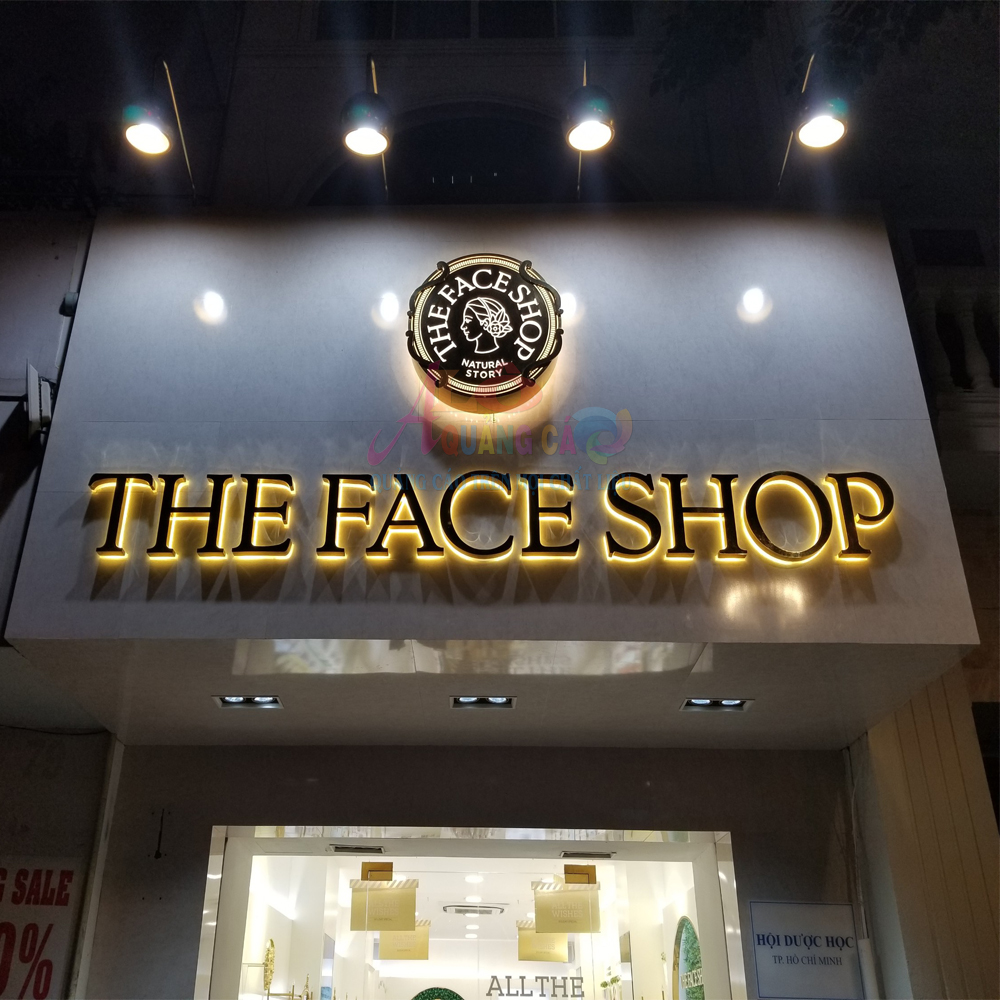 THE FACE SHOP
NATURAL
STORY
QUẢNG CÁO
THE FACE SHOP
G SALE
0%
HỘI DƯỢC HỌC
TP. HỒ CHÍ MINH
ALL THE